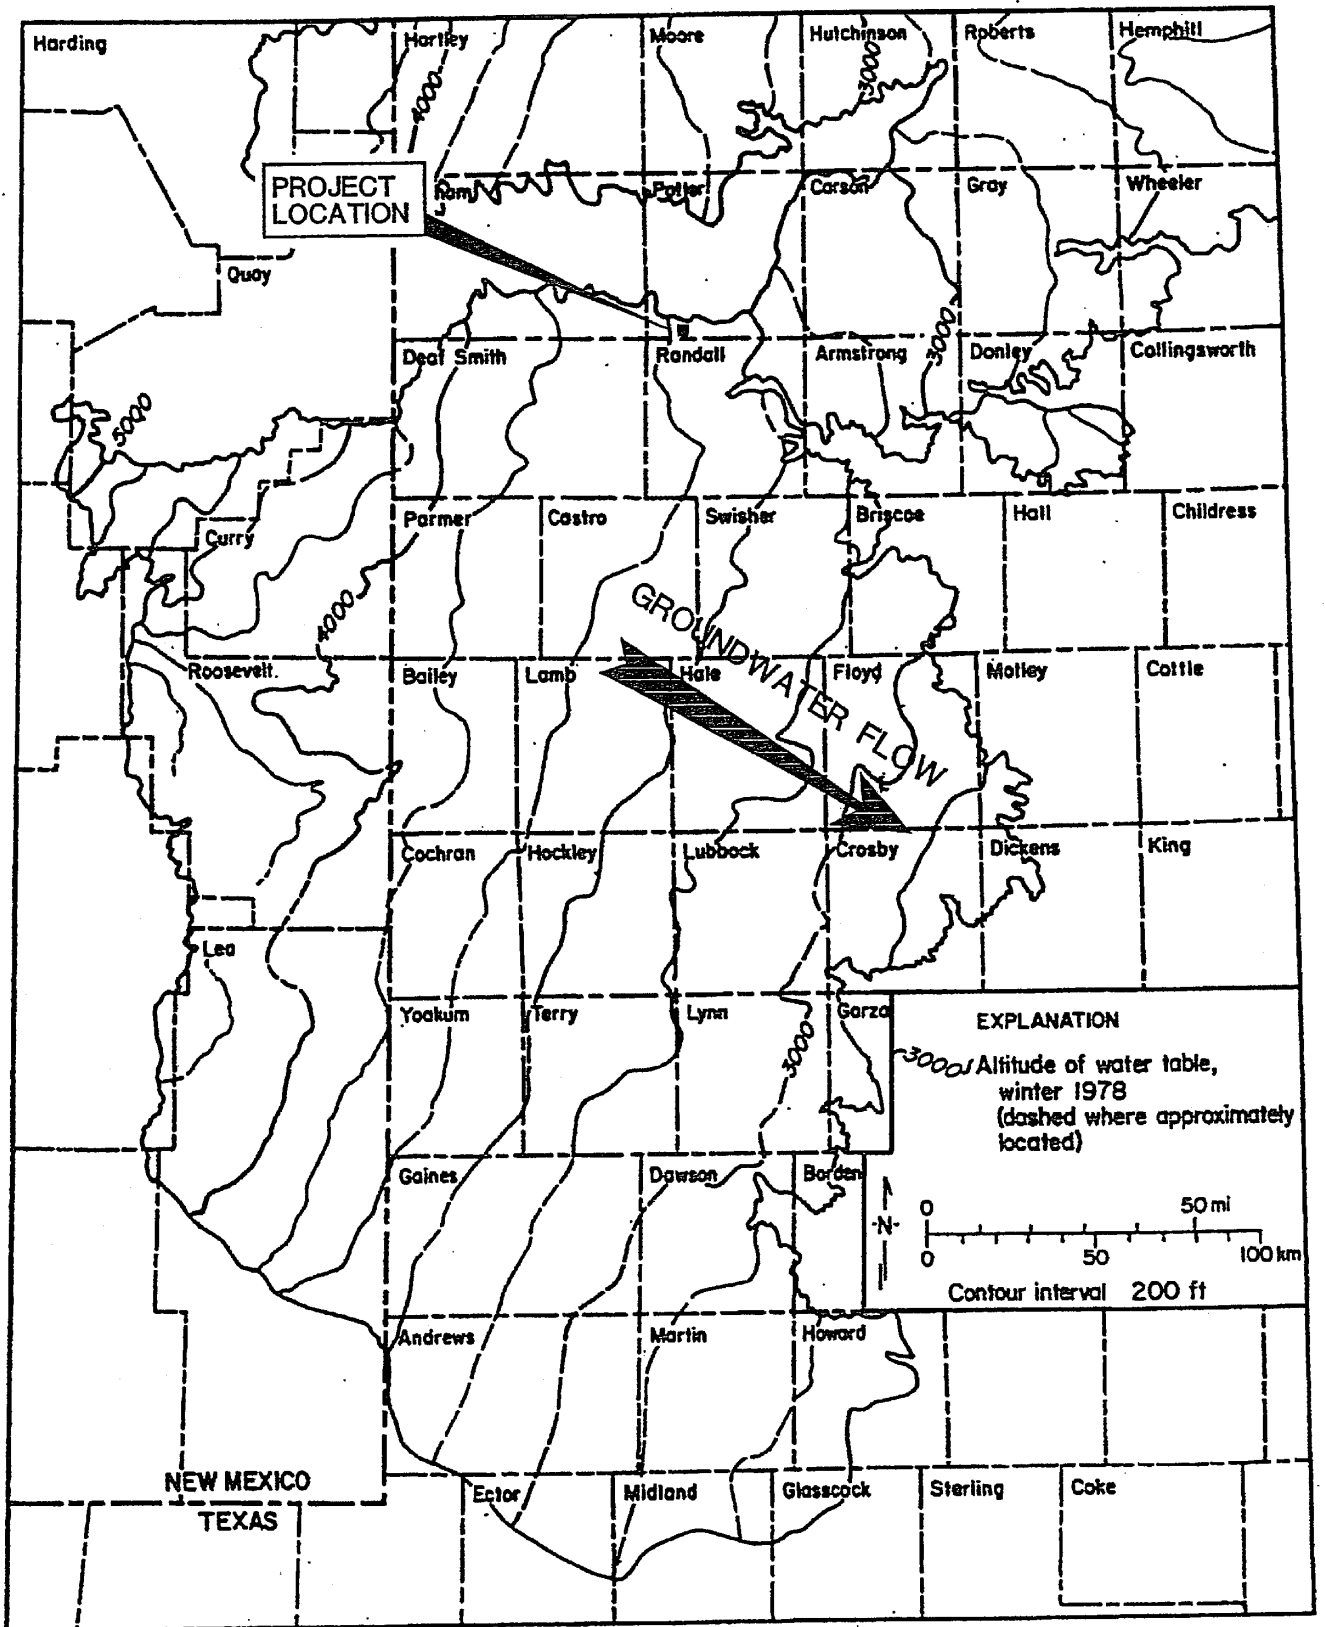 Harding
Hartley
Moore
Hutchinson
Roberts
Hemphill
4000
3000
PROJECT
LOCATION
ham
Potter
Carson
Gray
Wheeler
Quay
Deaf Smith
Randall
Armstrong
3000
Donley
Collingsworth
5000
Curry
Parmer
Castro
Swisher
Briscoe
Hall
Childress
4000
GROUNDWATER FLOW
Roosevelt.
Bailey
Lamb
Hale
Floyd
Motley
Cottle
Cochran
Hockley
Lubbock
Crosby
Dickens
King
Lea
Yoakum
Terry
Lynn
Garza
3000
EXPLANATION
3000 Altitude of water table,
winter 1978
(dashed where approximately
located)
Gaines
Dawson
Borden
-N-
0 50 mi
0 50 100 km
Contour interval 200 ft
Andrews
Martin
Howard
NEW MEXICO
TEXAS
Ector
Midland
Glasscock
Sterling
Coke